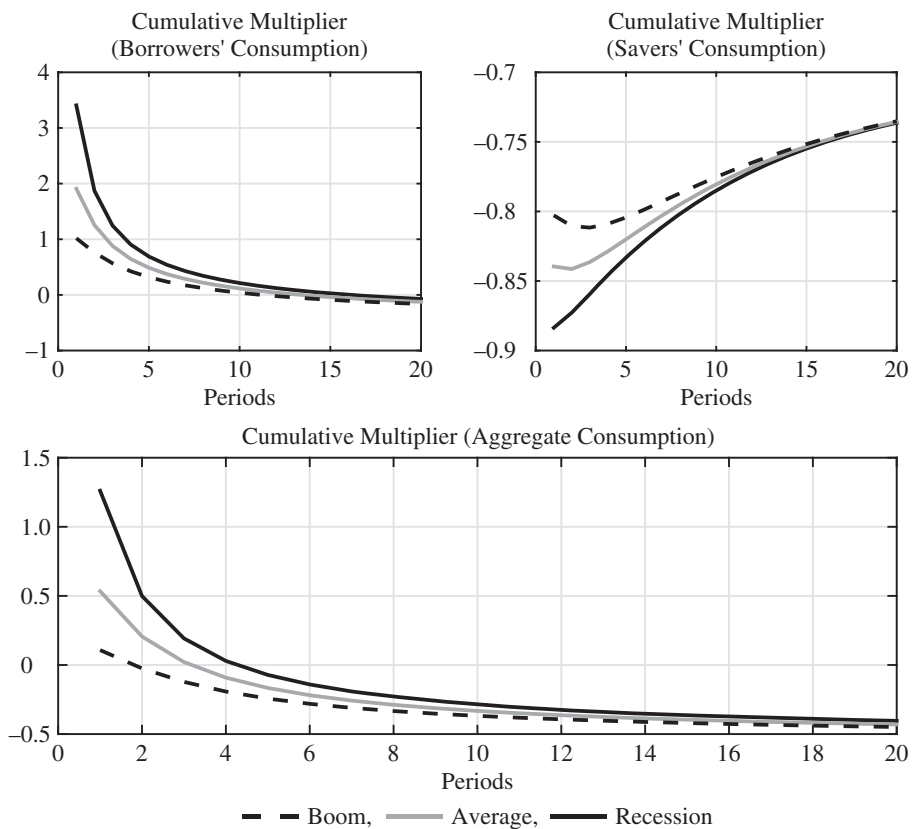 Cumulative Multiplier
(Borrowers' Consumption)
4
3
2
1
0
–1
0 5 10 15 20
Periods
Cumulative Multiplier
(Savers' Consumption)
–0.7
–0.75
–0.8
–0.85
–0.9
0 5 10 15 20
Periods
Cumulative Multiplier (Aggregate Consumption)
1.5
1.0
0.5
0
–0.5
0 2 4 6 8 10 12 14 16 18 20
Periods
Boom, Average, Recession